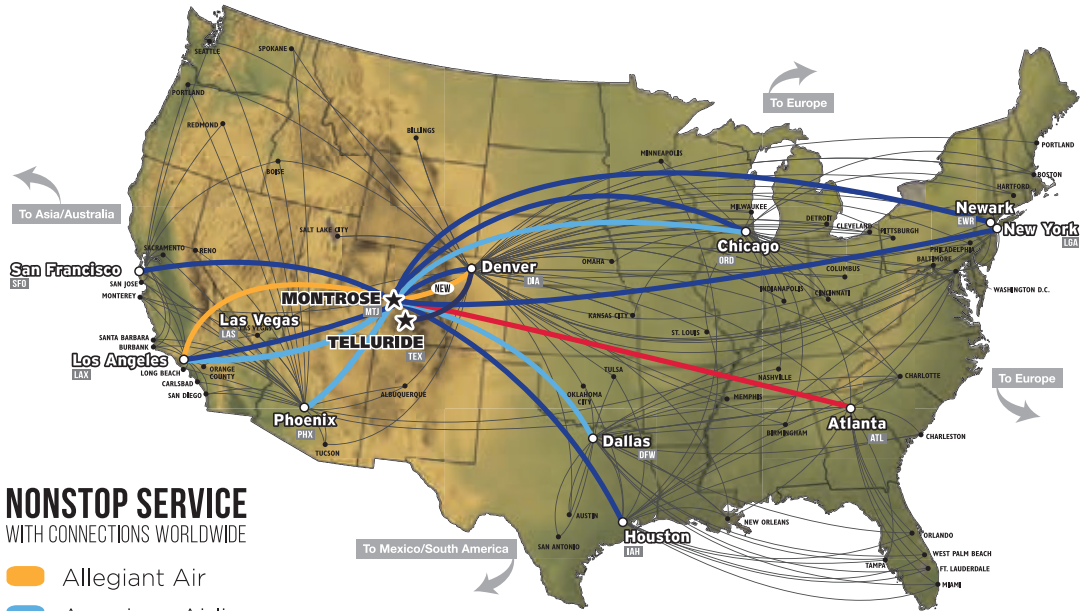 SEATTLE
SPOKANE
PORTLAND
REDMOND
BILLINGS
BOISE
To Europe
MINNEAPOLIS
PORTLAND
BOSTON
HARTFORD
To Asia/Australia
SALT LAKE CITY
MILWAUKEE
DETROIT
CLEVELAND
PITTSBURGH
Newark
EWR
New York
LGA
Chicago
ORD
SACRAMENTO
RENO
PHILADELPHIA
BALTIMORE
San Francisco
SFO
SAN JOSE
MONTEREY
Denver
DIA
OMAHA
COLUMBUS
WASHINGTON D.C.
INDIANAPOLIS
CINCINNATI
NEW
MONTROSE
MTJ
KANSAS CITY
ST. LOUIS
Las Vegas
LAS
LAS VEGAS
TELLURIDE
TEX
SANTA BARBARA
BURBANK
Los Angeles
LAX
LONG BEACH
ORANGE
COUNTY
CARLSBAD
SAN DIEGO
ALBUQUERQUE
TULSA
OKLAHOMA
CITY
NASHVILLE
CHARLOTTE
To Europe
MEMPHIS
Phoenix
PHX
TUCSON
Dallas
DFW
BIRMINGHAM
Atlanta
ATL
CHARLESTON
AUSTIN
SAN ANTONIO
Houston
IAH
NEW ORLEANS
ORLANDO
TAMPA
WEST PALM BEACH
FT. LAUDERDALE
MIAMI
To Mexico/South America
NONSTOP SERVICE
WITH CONNECTIONS WORLDWIDE
Allegiant Air